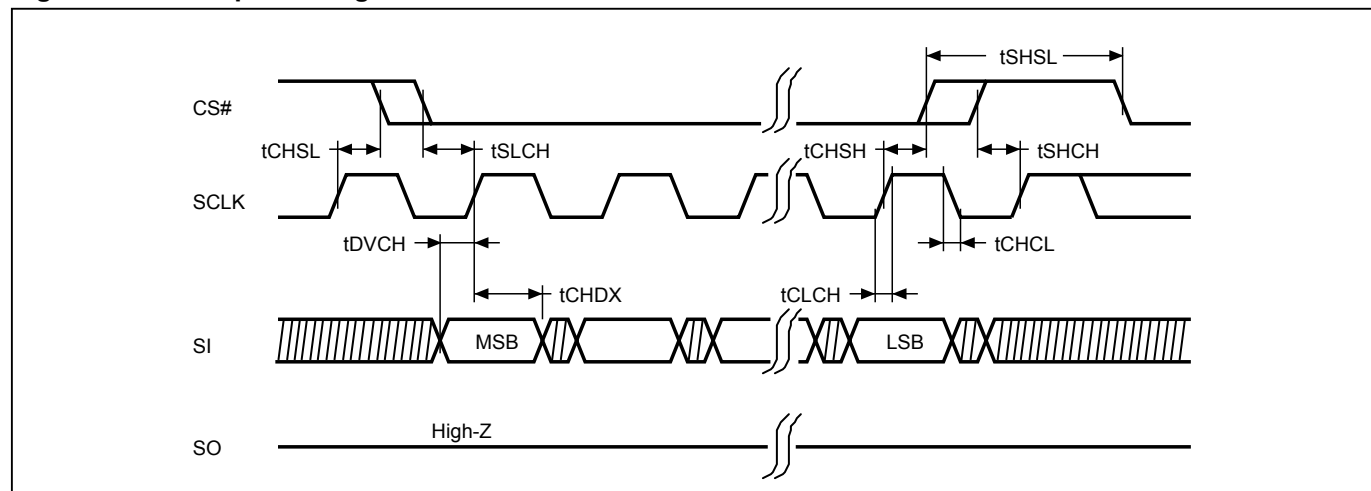 tSHSL
CS#
tCHSL
tSLCH
tCHSH
tSHCH
SCLK
tDVCH
tCHCL
tCHDX
tCLCH
SI
MSB
LSB
High-Z
SO